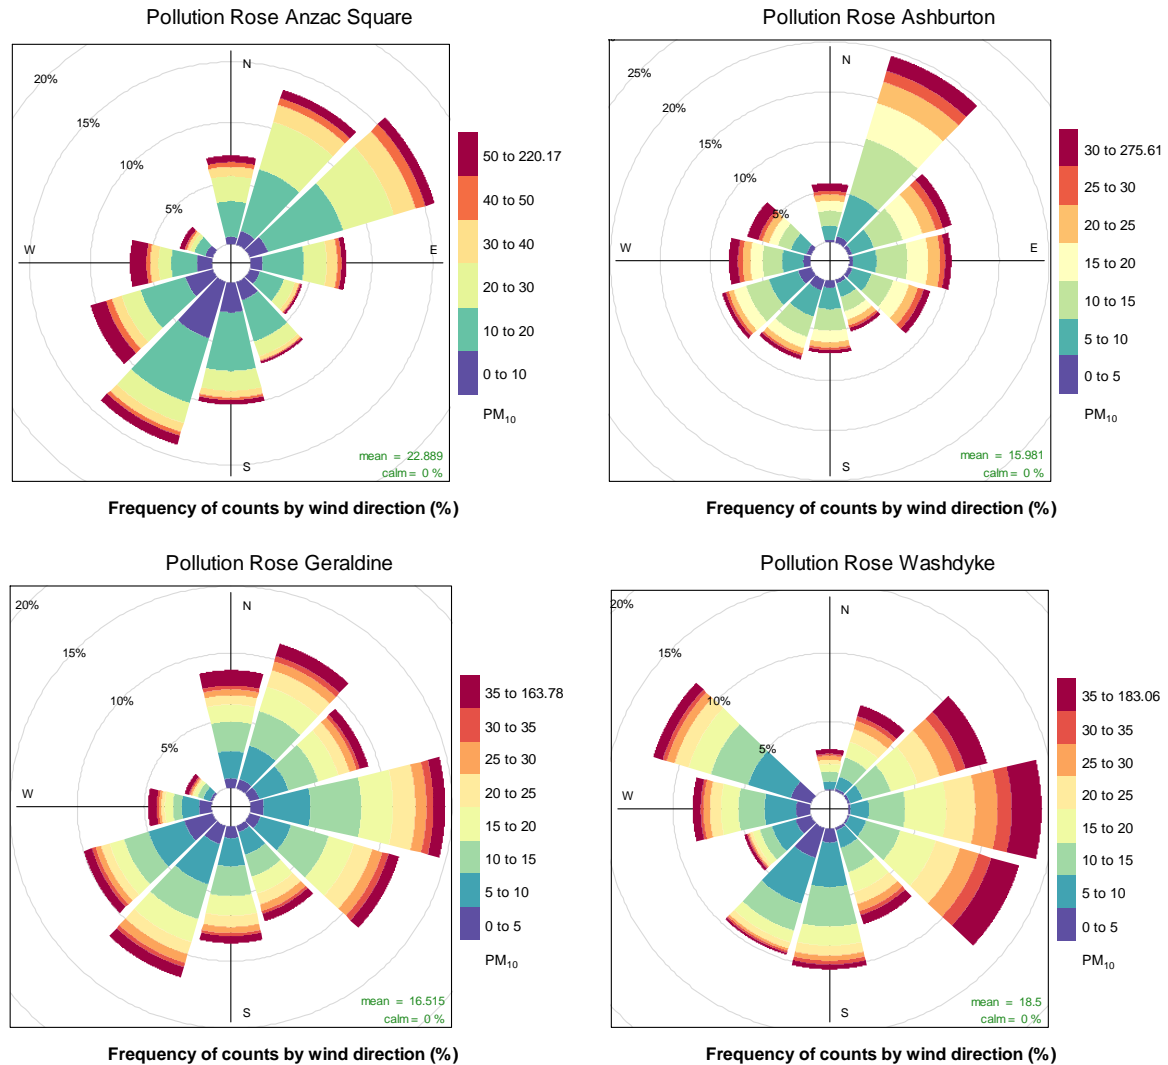 Pollution Rose Anzac Square
20%
15%
10%
5%
N
W
E
S
50 to 220.17
40 to 50
30 to 40
20 to 30
10 to 20
0 to 10
PM10
mean = 22.889
calm = 0 %
Frequency of counts by wind direction (%)
Pollution Rose Ashburton
25%
20%
15%
10%
5%
N
W
E
S
30 to 275.61
25 to 30
20 to 25
15 to 20
10 to 15
5 to 10
0 to 5
PM10
mean = 15.981
calm = 0 %
Frequency of counts by wind direction (%)
Pollution Rose Geraldine
20%
15%
10%
5%
N
W
S
35 to 163.78
30 to 35
25 to 30
20 to 25
15 to 20
10 to 15
5 to 10
0 to 5
PM10
mean = 16.515
calm = 0 %
Frequency of counts by wind direction (%)
Pollution Rose Washdyke
20%
15%
10%
5%
N
W
S
35 to 183.06
30 to 35
25 to 30
20 to 25
15 to 20
10 to 15
5 to 10
0 to 5
PM10
mean = 18.5
calm = 0 %
Frequency of counts by wind direction (%)